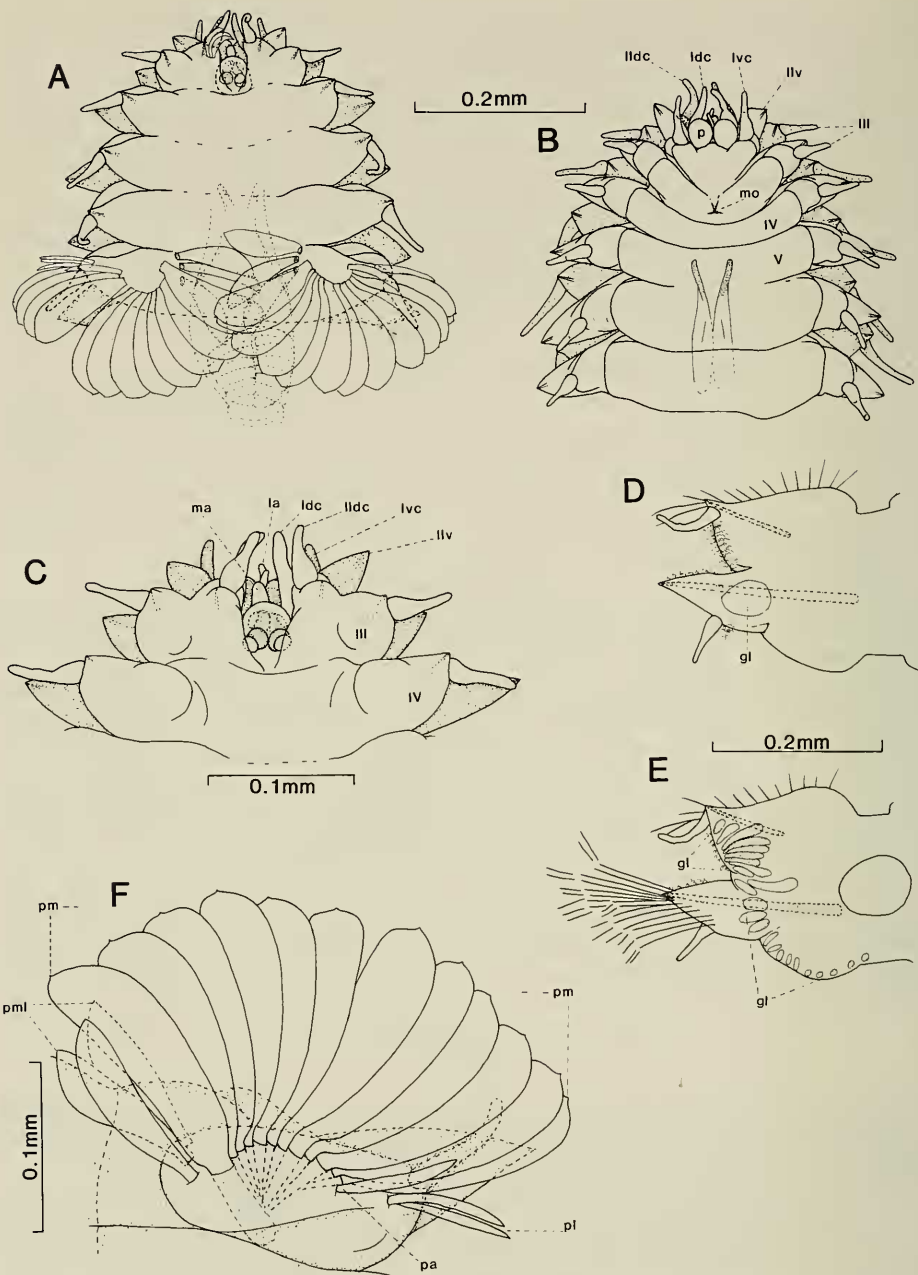 A
IIdc Idc Ivc IIv
0.2mm
III
B
p
mo
IV
V
ma Ia Idc IIdc Ivc IIv
C
III
IV
0.1mm
D
gl
0.2mm
E
gl
gl
F
pm
pm
pml
0.1mm
pl
pa